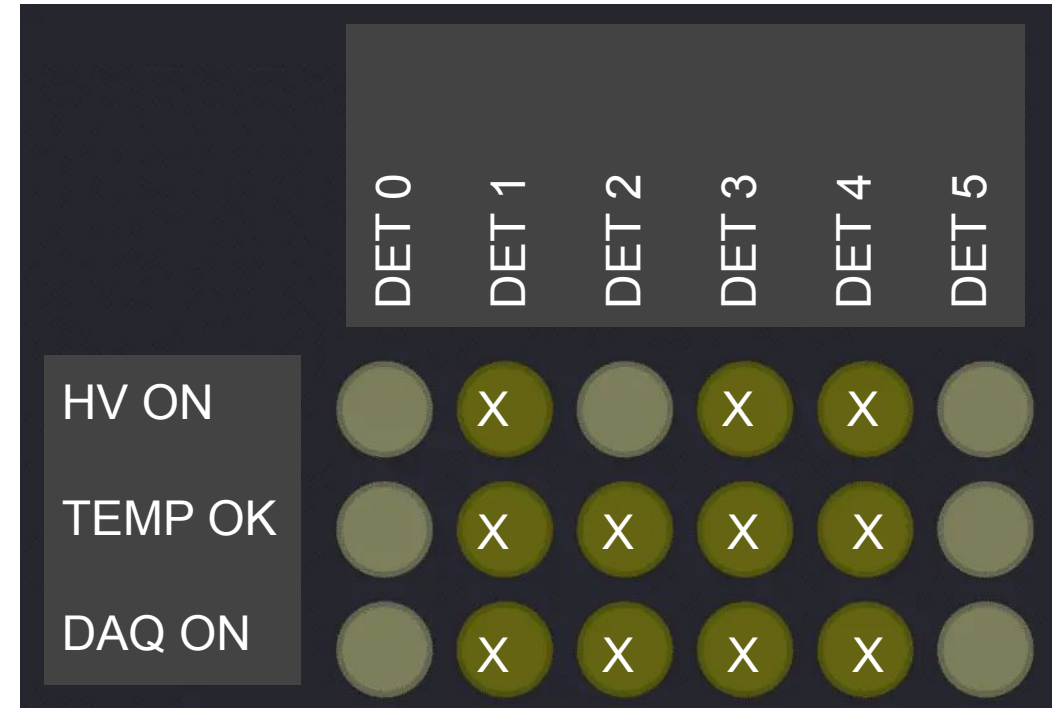 DET 0 DET 1 DET 2 DET 3 DET 4 DET 5
HV ON X X X
TEMP OK X X X X
DAQ ON X X X X